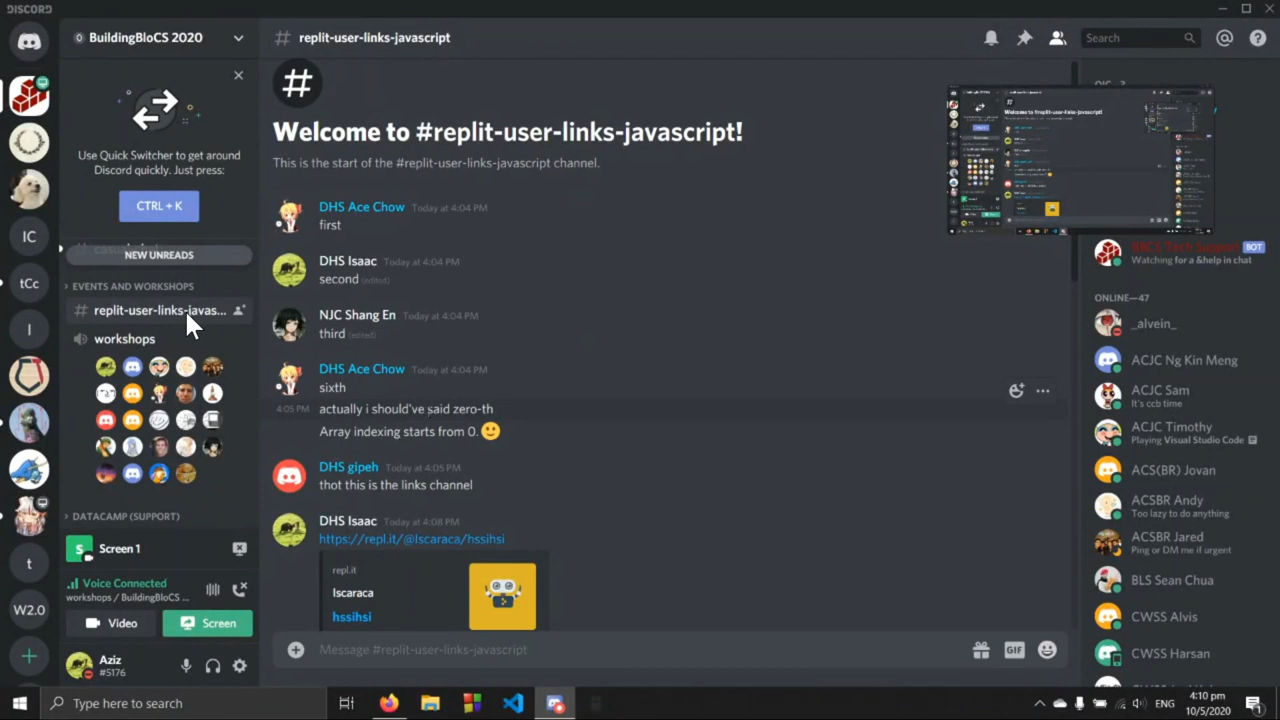 DISCORD
BuildingBloCS 2020
replit-user-links-javascript
Search
Use Quick Switcher to get around
Discord quickly. Just press:
CTRL + K
NEW UNREADS
EVENTS AND WORKSHOPS
replit-user-links-javas...
workshops
DATACAMP (SUPPORT)
Screen 1
Voice Connected
workshops / BuildingBloCS ...
Video
Screen
Aziz
#5176
IC
tCc
I
t
W2.0
Welcome to #replit-user-links-javascript!
This is the start of the #replit-user-links-javascript channel.
DHS Ace Chow Today at 4:04 PM
first
DHS Isaac Today at 4:04 PM
second (edited)
NJC Shang En Today at 4:04 PM
third (edited)
DHS Ace Chow Today at 4:04 PM
sixth
4:05 PM actually i should've said zero-th
Array indexing starts from 0.
DHS gipeh Today at 4:05 PM
thot this is the links channel
DHS Isaac Today at 4:08 PM
https://repl.it/@Iscaraca/hssihsi
repl.it
Iscaraca
hssihsi
Message #replit-user-links-javascript
GIF
BBCS Tech Support BOT
Watching for a &help in chat
ONLINE—47
_alvein_
ACJC Ng Kin Meng
ACJC Sam
It's ccb time
ACJC Timothy
Playing Visual Studio Code
ACS(BR) Jovan
ACSBR Andy
Too lazy to do anything
ACSBR Jared
Ping or DM me if urgent
BLS Sean Chua
CWSS Alvis
CWSS Harsan
Type here to search
ENG
4:10 pm
10/5/2020
1